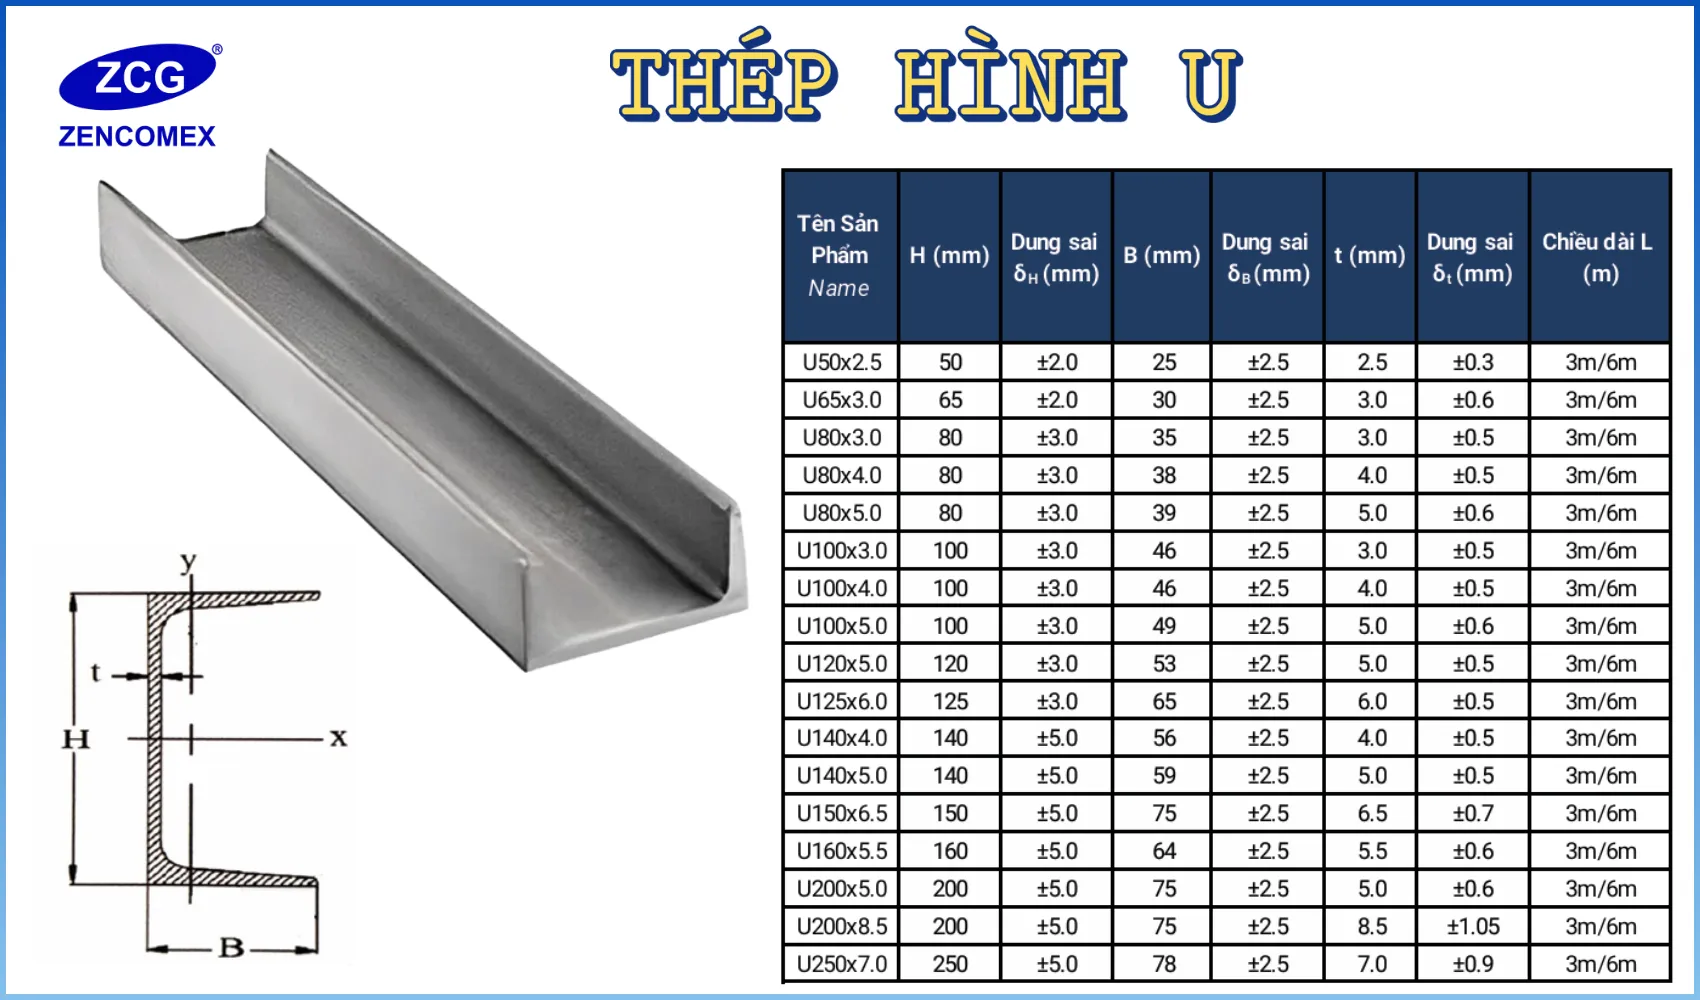 ZCG®
ZENCOMEX
THÉP HÌNH U
Tên Sản Phẩm Name H (mm) Dung sai δH (mm) B (mm) Dung sai δB (mm) t (mm) Dung sai δt (mm) Chiều dài L (m)
U50x2.5 50 ±2.0 25 ±2.5 2.5 ±0.3 3m/6m
U65x3.0 65 ±2.0 30 ±2.5 3.0 ±0.6 3m/6m
U80x3.0 80 ±3.0 35 ±2.5 3.0 ±0.5 3m/6m
U80x4.0 80 ±3.0 38 ±2.5 4.0 ±0.5 3m/6m
U80x5.0 80 ±3.0 39 ±2.5 5.0 ±0.6 3m/6m
U100x3.0 100 ±3.0 46 ±2.5 3.0 ±0.5 3m/6m
U100x4.0 100 ±3.0 46 ±2.5 4.0 ±0.5 3m/6m
U100x5.0 100 ±3.0 49 ±2.5 5.0 ±0.6 3m/6m
U120x5.0 120 ±3.0 53 ±2.5 5.0 ±0.5 3m/6m
U125x6.0 125 ±3.0 65 ±2.5 6.0 ±0.5 3m/6m
U140x4.0 140 ±5.0 56 ±2.5 4.0 ±0.5 3m/6m
U140x5.0 140 ±5.0 59 ±2.5 5.0 ±0.5 3m/6m
U150x6.5 150 ±5.0 75 ±2.5 6.5 ±0.7 3m/6m
U160x5.5 160 ±5.0 64 ±2.5 5.5 ±0.6 3m/6m
U200x5.0 200 ±5.0 75 ±2.5 5.0 ±0.6 3m/6m
U200x8.5 200 ±5.0 75 ±2.5 8.5 ±1.05 3m/6m
U250x7.0 250 ±5.0 78 ±2.5 7.0 ±0.9 3m/6m
y
t
H
x
B